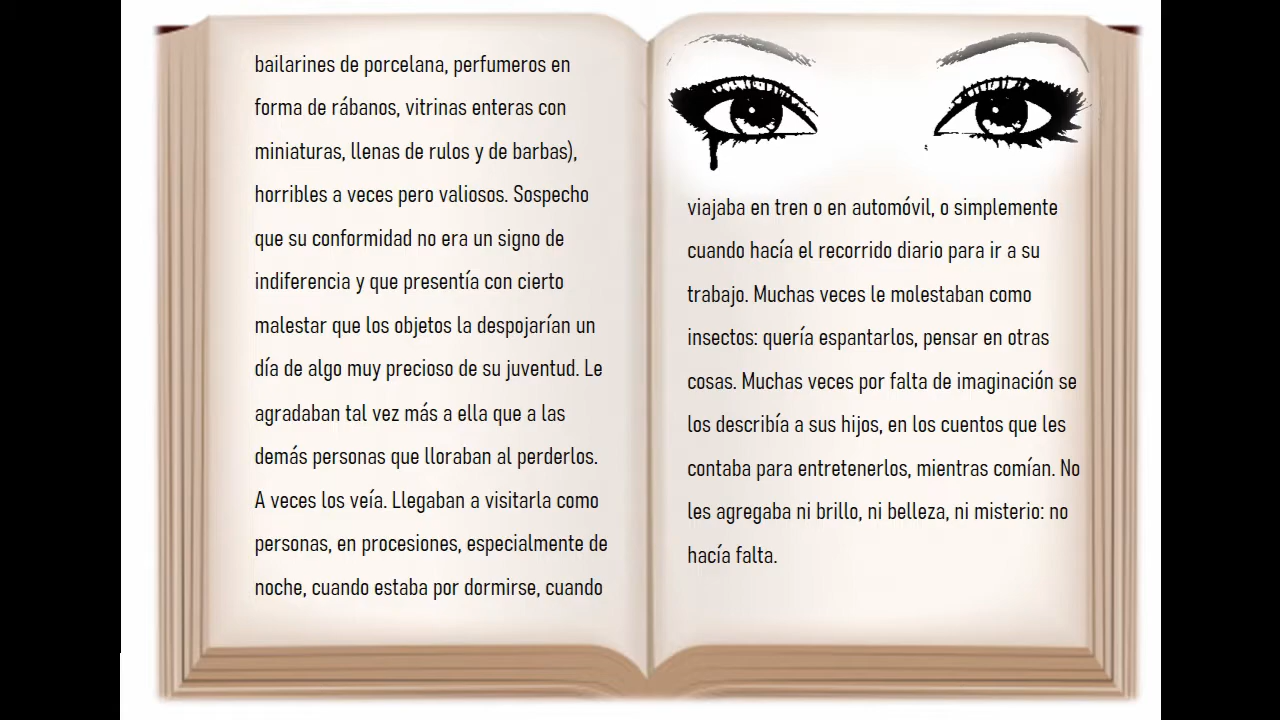 bailarines de porcelana, perfumeros en
forma de rábanos, vitrinas enteras con
miniaturas, llenas de rulos y de barbas),
horribles a veces pero valiosos. Sospecho
que su conformidad no era un signo de
indiferencia y que presentía con cierto
malestar que los objetos la despojarían un
día de algo muy precioso de su juventud. Le
agradaban tal vez más a ella que a las
demás personas que lloraban al perderlos.
A veces los veía. Llegaban a visitarla como
personas, en procesiones, especialmente de
noche, cuando estaba por dormirse, cuando
viajaba en tren o en automóvil, o simplemente
cuando hacía el recorrido diario para ir a su
trabajo. Muchas veces le molestaban como
insectos: quería espantarlos, pensar en otras
cosas. Muchas veces por falta de imaginación se
los describía a sus hijos, en los cuentos que les
contaba para entretenerlos, mientras comían. No
les agregaba ni brillo, ni belleza, ni misterio: no
hacía falta.